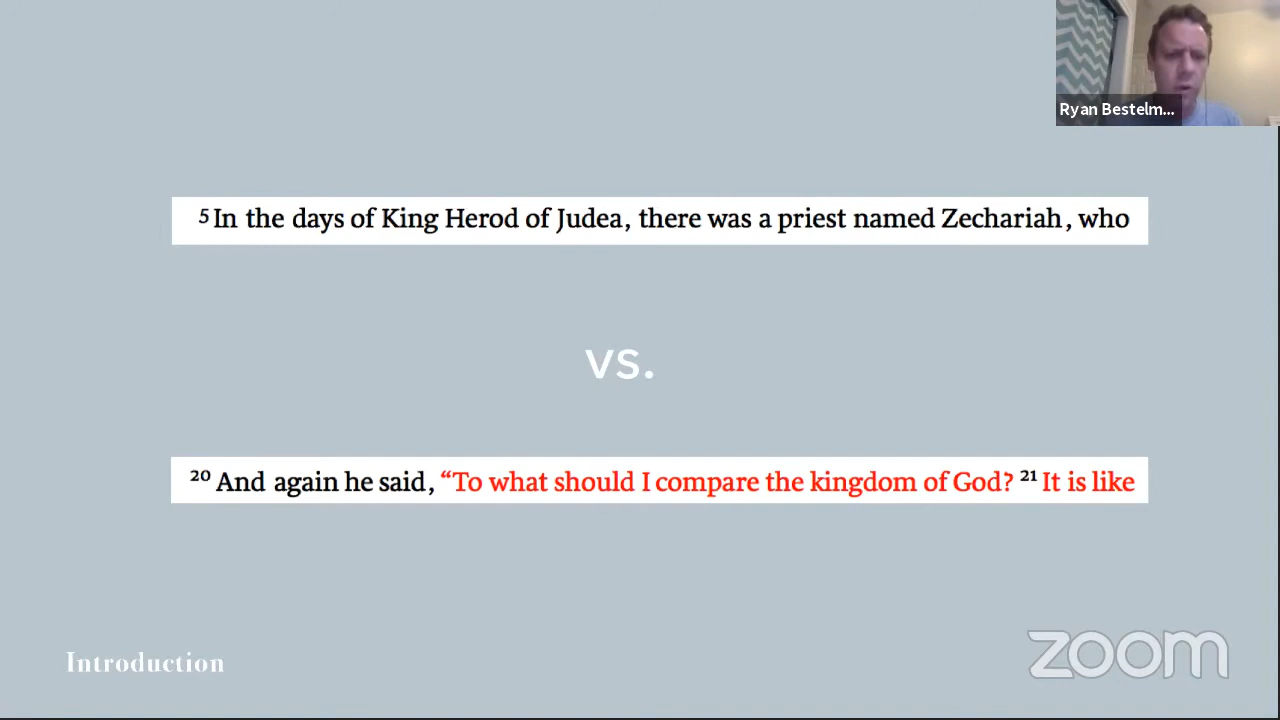 Ryan Bestelm...
5 In the days of King Herod of Judea, there was a priest named Zechariah, who
vs.
20 And again he said, “To what should I compare the kingdom of God? 21 It is like
Introduction
zoom